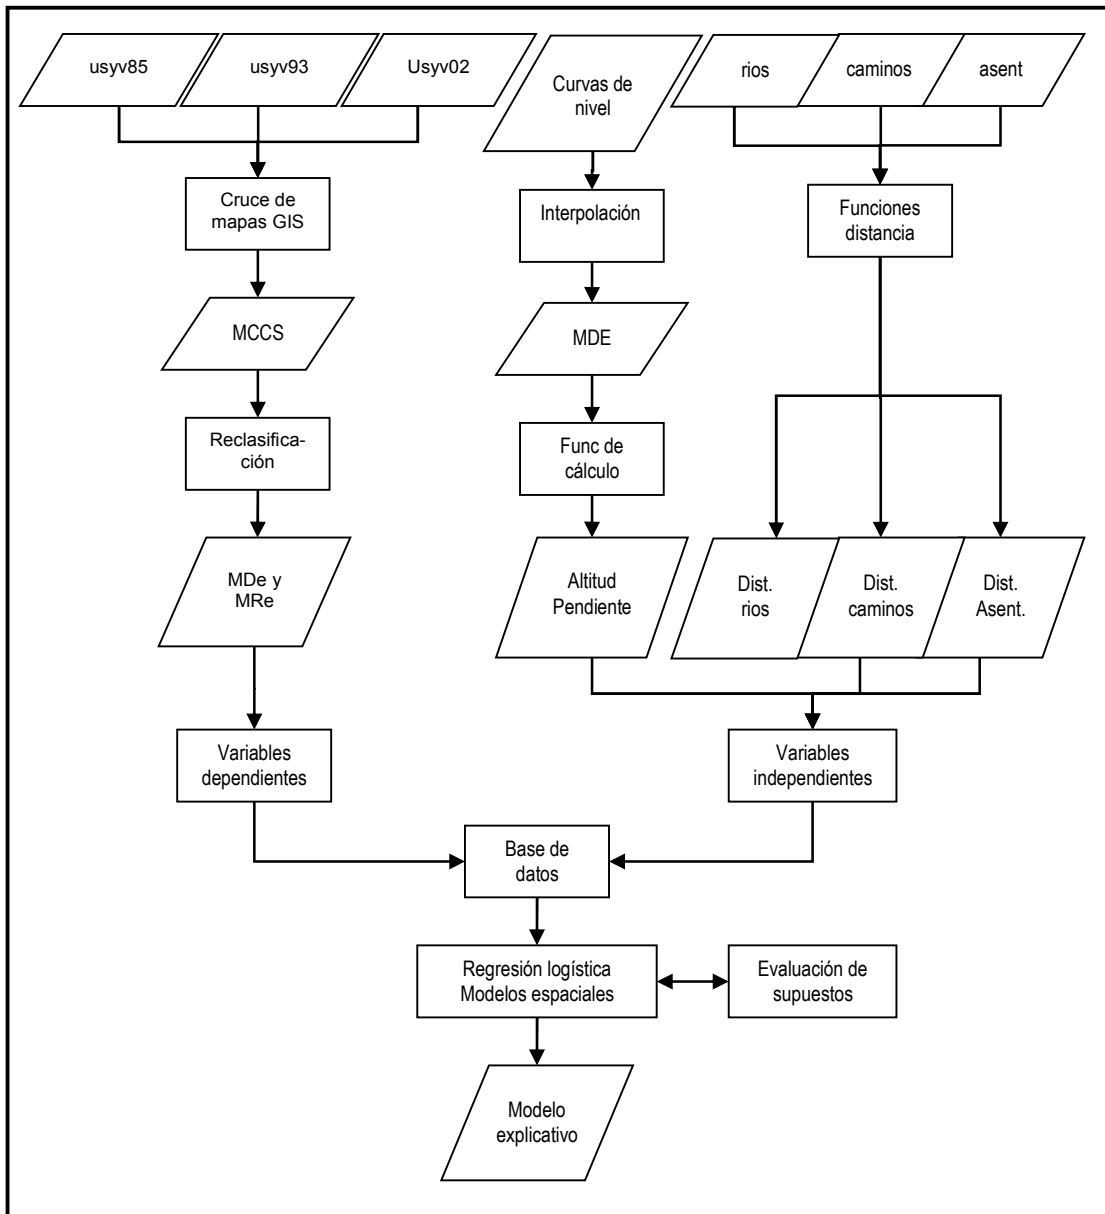 usyv85
usyv93
Usyv02
Curvas de
nivel
rios
caminos
asent
Cruce de
mapas GIS
Interpolación
Funciones
distancia
MCCS
MDE
Reclasifica-
ación
Func de
cálculo
MDe y
MRe
Altitud
Pendiente
Dist.
rios
Dist.
caminos
Dist.
Asent.
Variables
dependientes
Variables
independientes
Base de
datos
Regresión logística
Modelos espaciales
Evaluación de
supuestos
Modelo
explicativo